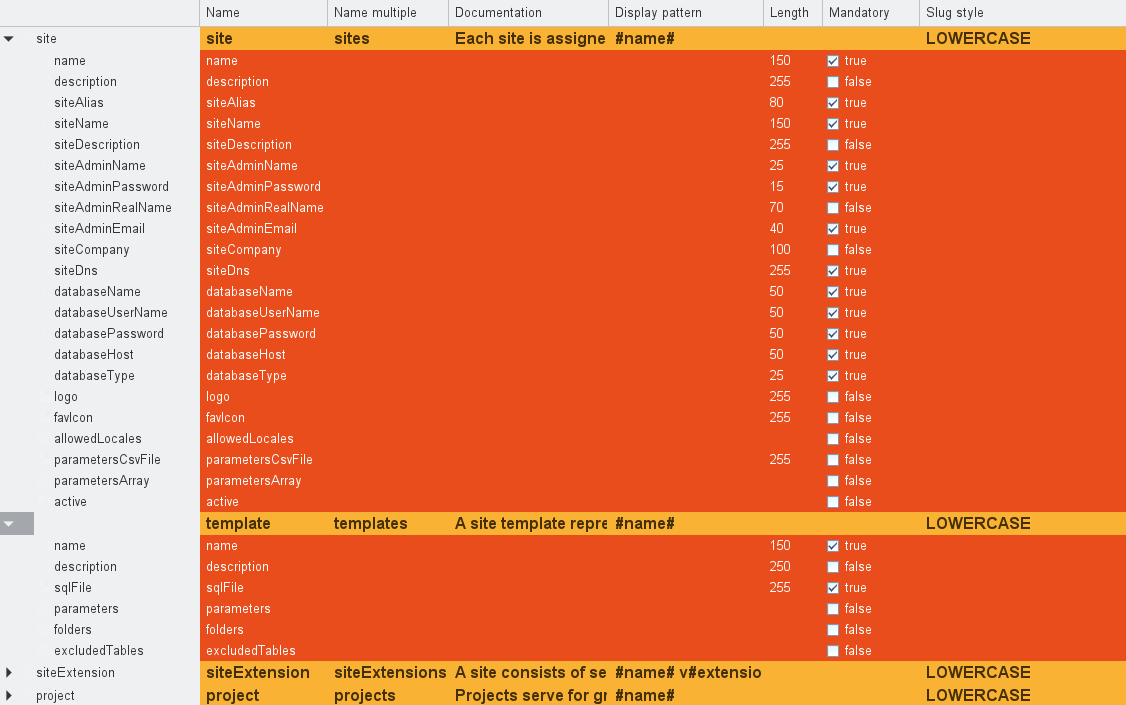 Name Name multiple Documentation Display pattern Length Mandatory Slug style
site site sites Each site is assigne #name# LOWERCASE
name name 150 true
description description 255 false
siteAlias siteAlias 80 true
siteName siteName 150 true
siteDescription siteDescription 255 false
siteAdminName siteAdminName 25 true
siteAdminPassword siteAdminPassword 15 true
siteAdminRealName siteAdminRealName 70 false
siteAdminEmail siteAdminEmail 40 true
siteCompany siteCompany 100 false
siteDns siteDns 255 true
databaseName databaseName 50 true
databaseUserName databaseUserName 50 true
databasePassword databasePassword 50 true
databaseHost databaseHost 50 true
databaseType databaseType 25 true
logo logo 255 false
favIcon favIcon 255 false
allowedLocales allowedLocales false
parametersCsvFile parametersCsvFile 255 false
parametersArray parametersArray false
active active false
template templates A site template repre #name# LOWERCASE
name name 150 true
description description 250 false
sqlFile sqlFile 255 true
parameters parameters false
folders folders false
excludedTables excludedTables false
siteExtension siteExtension siteExtensions A site consists of se #name# v#extensio LOWERCASE
project project projects Projects serve for gr #name# LOWERCASE